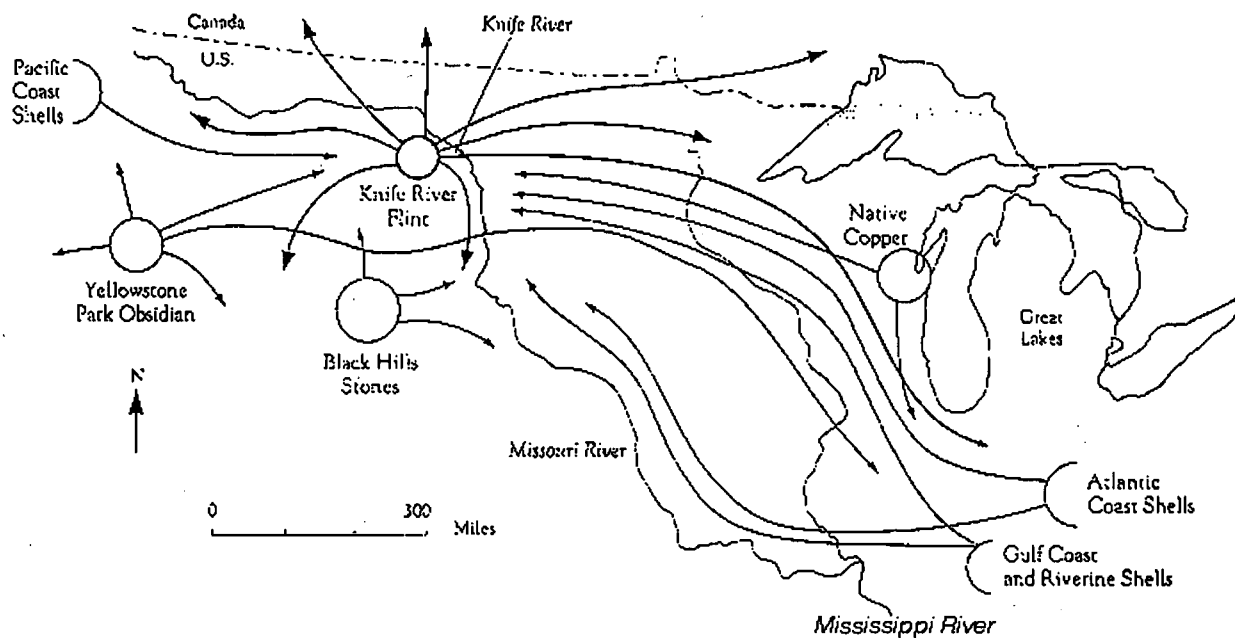 Canada
U.S.
Knife River
Pacific
Coast
Shells
Knife River
Flint
Native
Copper
Yellowstone
Park Obsidian
Great
Lakes
Black Hills
Stones
N
Missouri River
0
300
Miles
Atlantic
Coast Shells
Gulf Coast
and Riverine Shells
Mississippi River